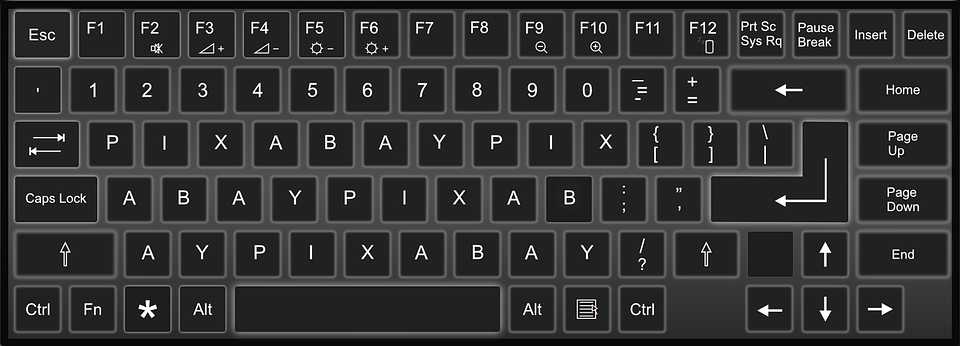 Esc F1 F2 F3 + F4 − F5 − F6 + F7 F8 F9 F10 F11 F12 Prt Sc Sys Rq Pause Break Insert Delete
' 1 2 3 4 5 6 7 8 9 0 + = Home
P I X A B A Y P I X { [ } ] \ | Page Up
Caps Lock A B A Y P I X A B : ; " , Page Down
A Y P I X A B A Y / ? End
Ctrl Fn * Alt Alt Ctrl